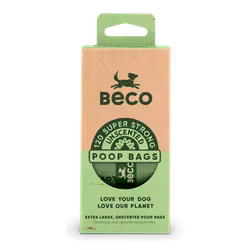 BECO
120 SUPER STRONG
UNSCENTED
POOP BAGS
LOVE YOUR DOG
LOVE OUR PLANET
EXTRA LARGE, UNSCENTED POOP BAGS